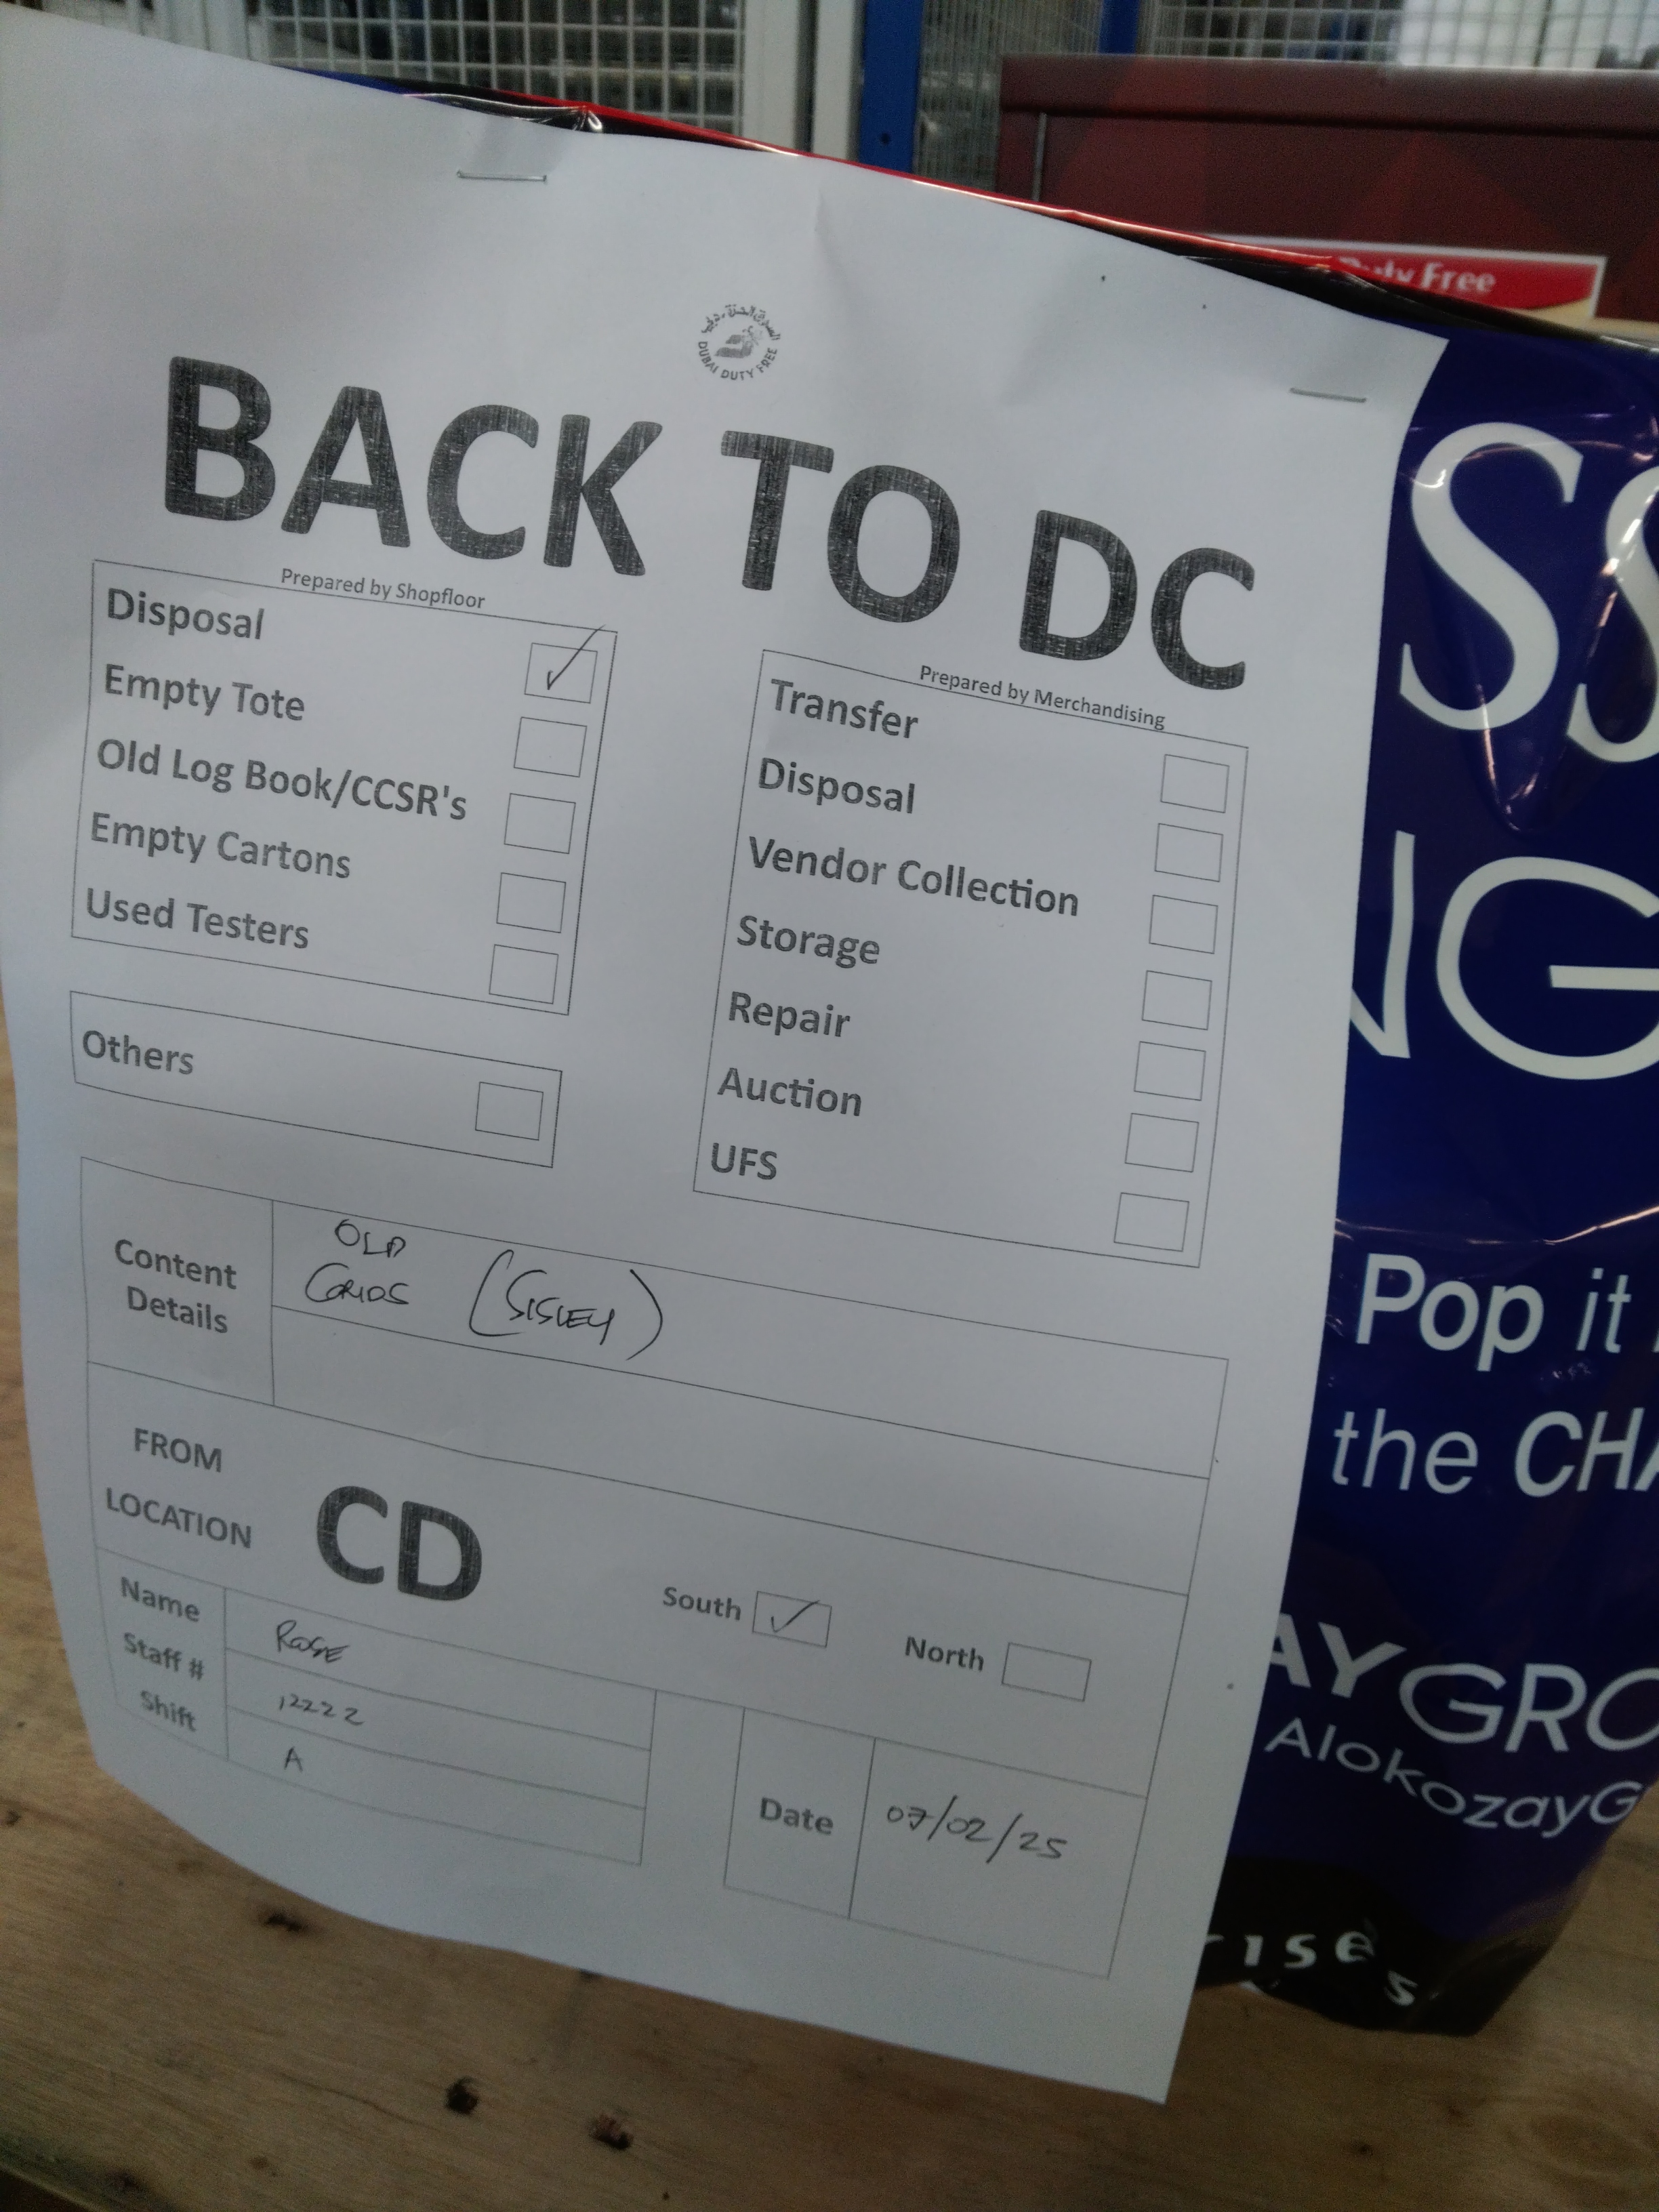 السوق الحرة دبي
DUBAI DUTY FREE
BACK TO DC
Prepared by Shopfloor
Disposal
Empty Tote
Old Log Book/CCSR's
Empty Cartons
Used Testers
Others
Prepared by Merchandising
Transfer
Disposal
Vendor Collection
Storage
Repair
Auction
UFS
Content
Details
OLD
(SISLEY)
FROM
LOCATION
CD
South
North
Name
ROSE
Staff #
12222
Shift
A
Date
07/02/25
Duty Free
SS
NG
Pop it
the CHA
AYGRO
AlokozayG
rises